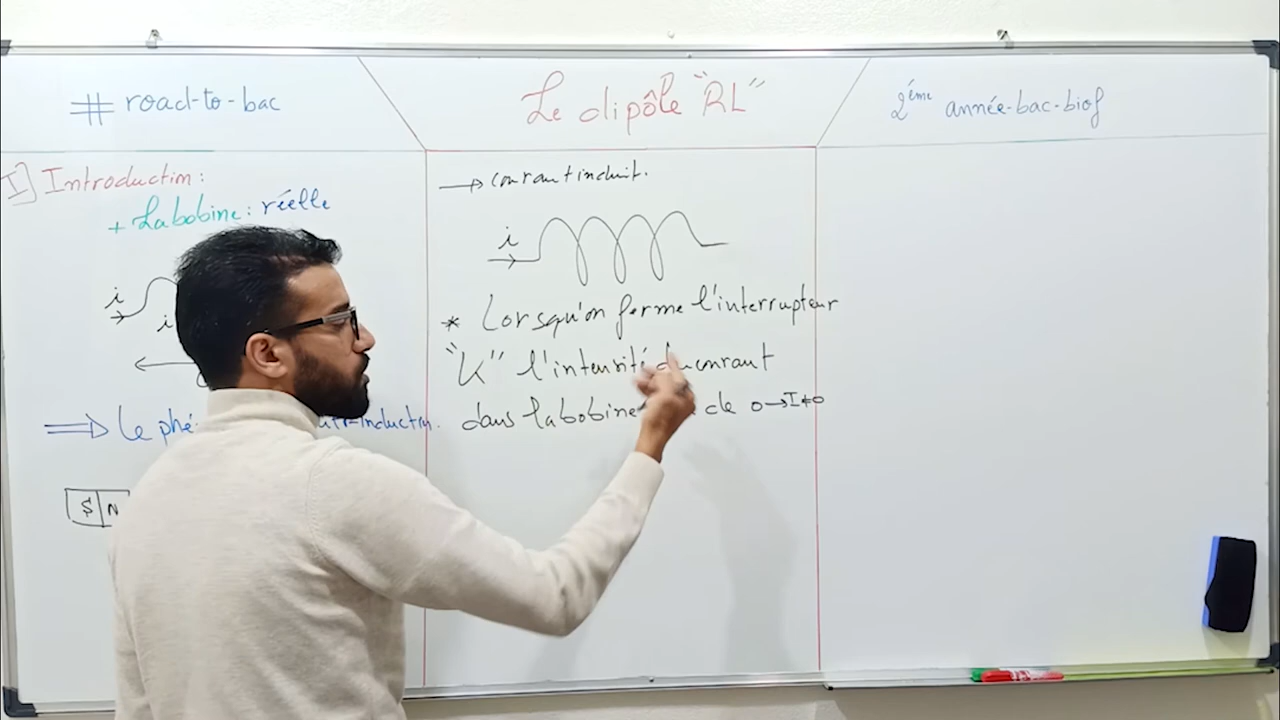 # road-to-bac
Le dipôle "RL"
2ème année-bac-biof
I] Introduction:
+ La bobine: réelle
i
i
⟹ Le phé
induction.
S N
→ courant induit.
i
* Lorsqu'on ferme l'interrupteur
"K" l'intensité du courant
dans la bobine de 0→I≠0